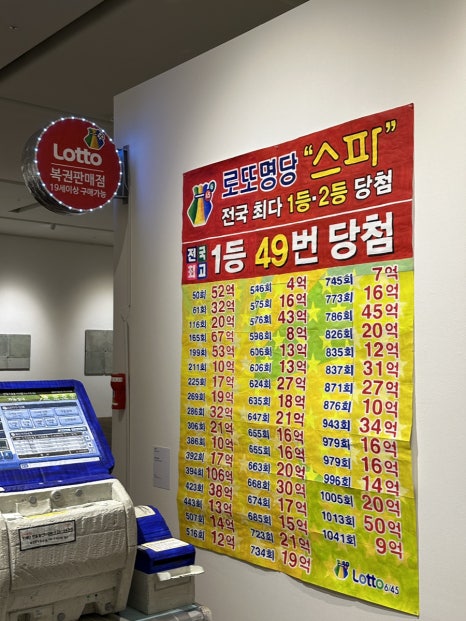 Lotto
복권판매점
19세이상 구매가능
로또명당 "스파"
전국 최다 1등·2등 당첨
전국
최고
1등 49번 당첨
50회 52억
61회 32억
116회 20억
165회 67억
199회 53억
211회 10억
225회 17억
269회 19억
286회 32억
306회 21억
386회 10억
392회 17억
394회 106억
423회 38억
443회 13억
507회 14억
516회 12억
546회 4억
575회 16억
576회 43억
598회 8억
606회 13억
606회 13억
624회 27억
635회 18억
647회 21억
655회 16억
655회 16억
663회 20억
668회 30억
674회 17억
685회 15억
723회 21억
734회 19억
745회 7억
773회 16억
786회 45억
826회 20억
835회 12억
837회 31억
871회 27억
876회 10억
943회 34억
979회 16억
979회 16억
996회 14억
1005회 20억
1013회 50억
1041회 9억
Lotto 6/45